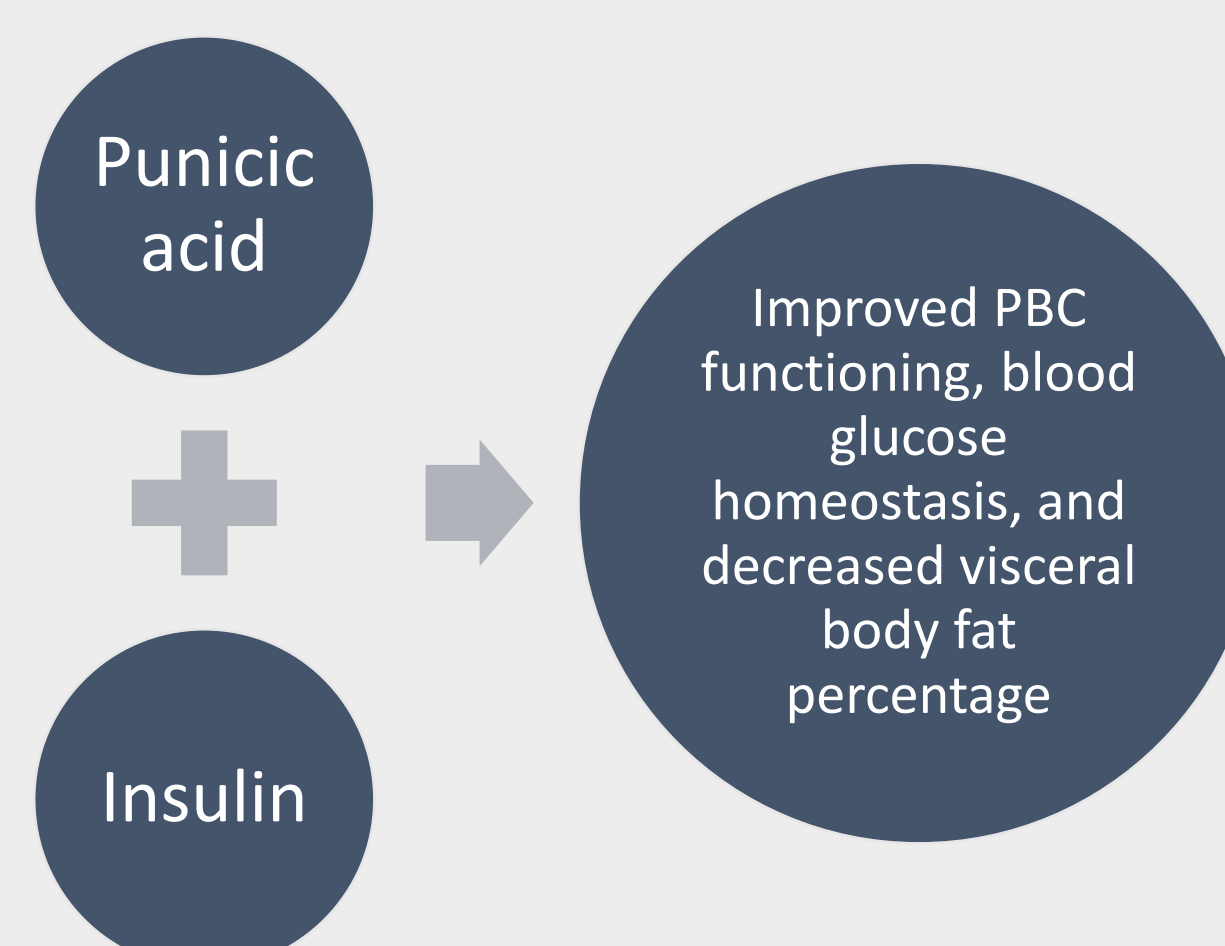 Punicic
acid
Insulin
Improved PBC
functioning, blood
glucose
homeostasis, and
decreased visceral
body fat
percentage